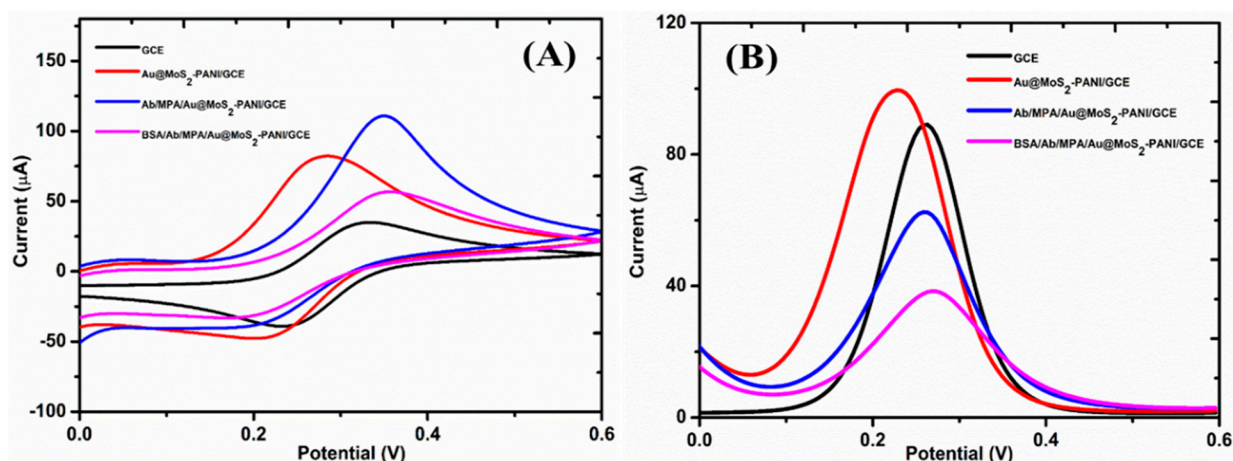 (A)
GCE
Au@MoS2-PANI/GCE
Ab/MPA/Au@MoS2-PANI/GCE
BSA/Ab/MPA/Au@MoS2-PANI/GCE
150
100
50
0
-50
-100
Current (μA)
0.0 0.2 0.4 0.6
Potential (V)
(B)
GCE
Au@MoS2-PANI/GCE
Ab/MPA/Au@MoS2-PANI/GCE
BSA/Ab/MPA/Au@MoS2-PANI/GCE
120
80
40
0
Current (μA)
0.0 0.2 0.4 0.6
Potential (V)